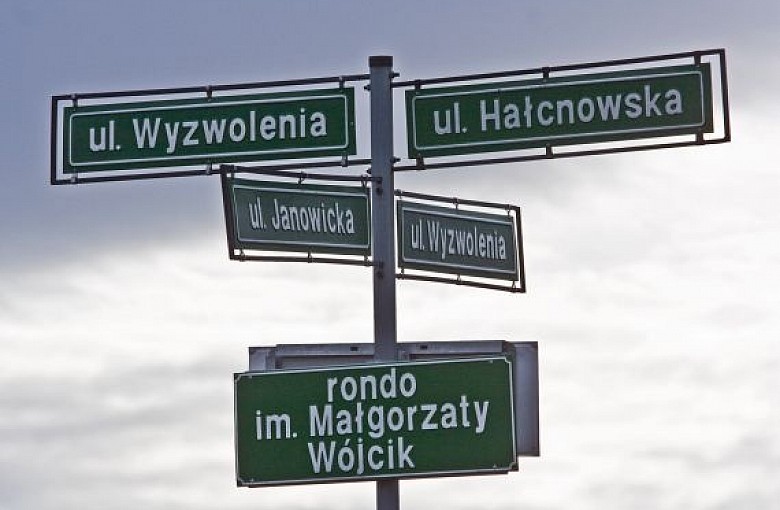 ul. Wyzwolenia
ul. Hałcnowska
ul. Janowicka
ul. Wyzwolenia
rondo
im. Małgorzaty
Wójcik